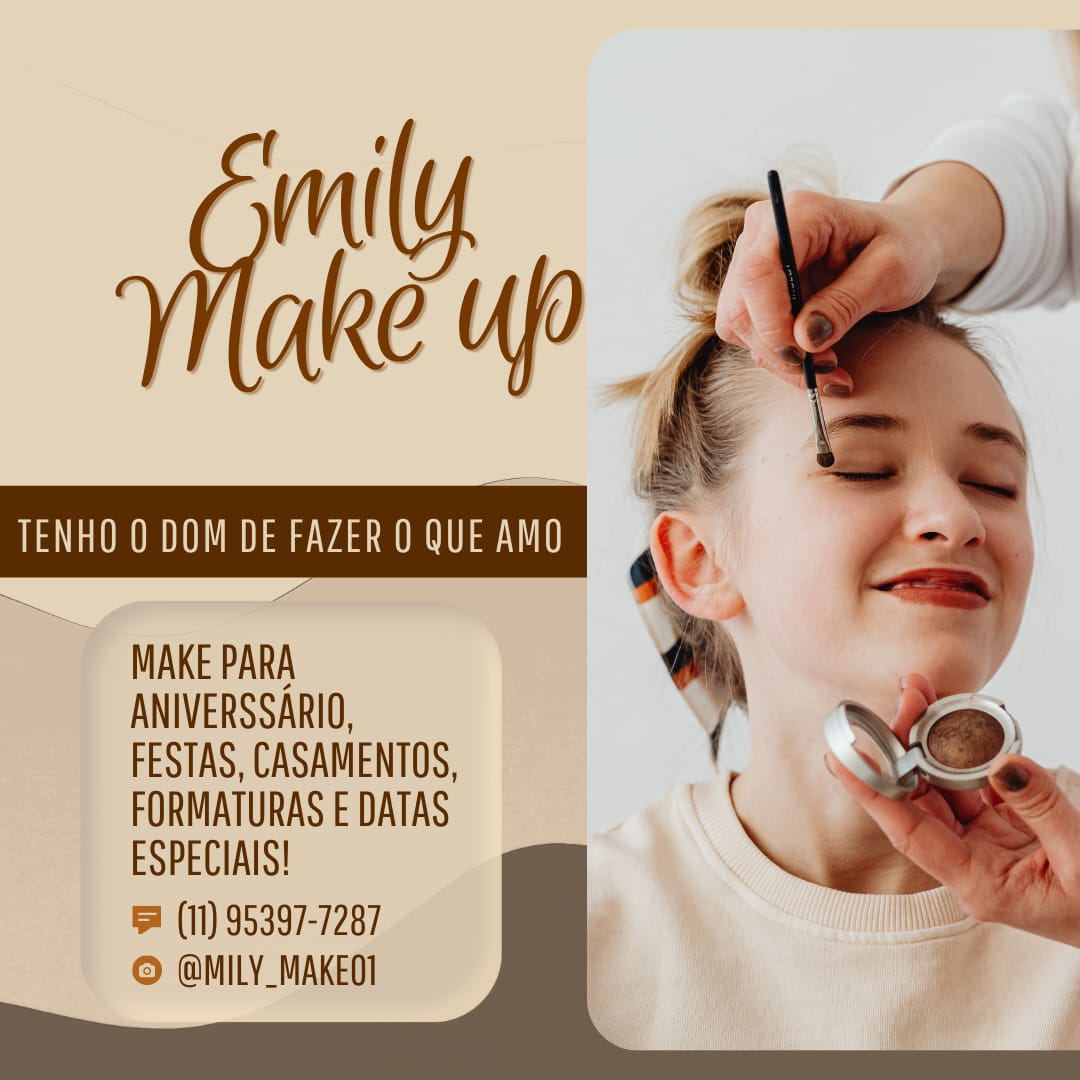 Emily
Make up
TENHO O DOM DE FAZER O QUE AMO
MAKE PARA
ANIVERSSÁRIO,
FESTAS, CASAMENTOS,
FORMATURAS E DATAS
ESPECIAIS!
(11) 95397-7287
@MILY_MAKE01